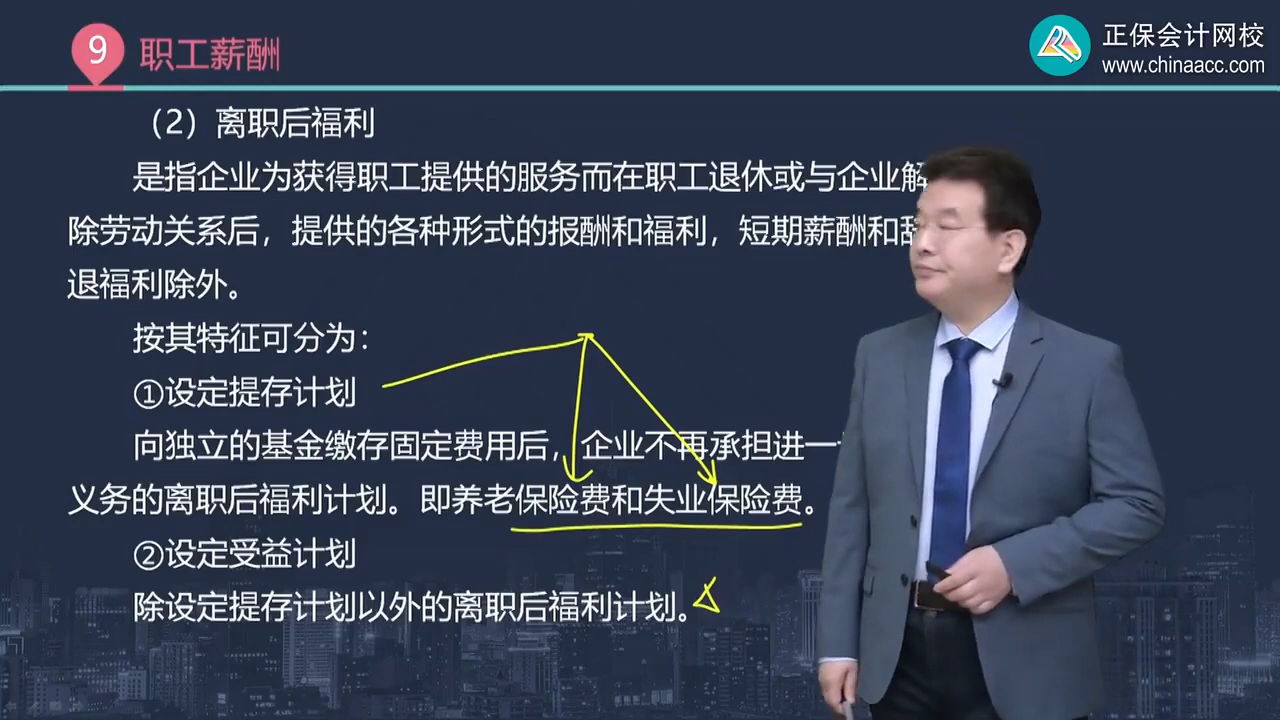 9 职工薪酬
正保会计网校
www.chinaacc.com
（2）离职后福利
是指企业为获得职工提供的服务而在职工退休或与企业解
除劳动关系后，提供的各种形式的报酬和福利，短期薪酬和辞
退福利除外。
按其特征可分为：
①设定提存计划
向独立的基金缴存固定费用后，企业不再承担进一
义务的离职后福利计划。即养老保险费和失业保险费。
②设定受益计划
除设定提存计划以外的离职后福利计划。